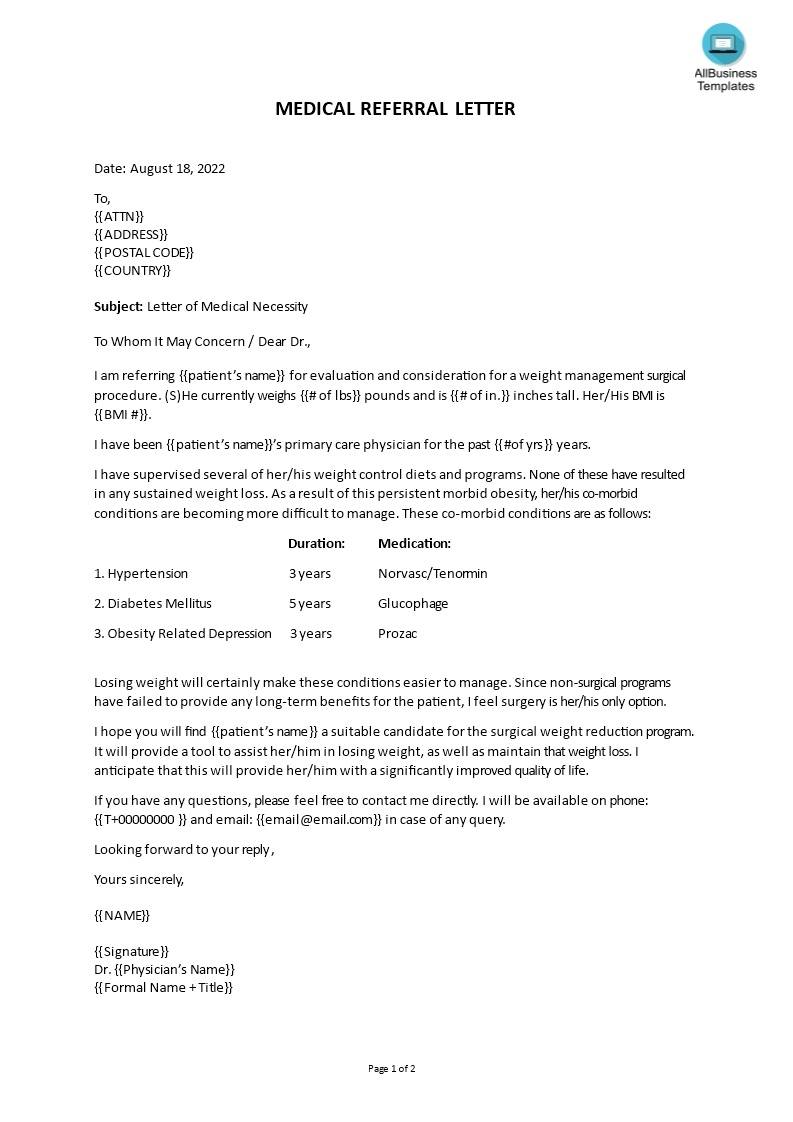 AllBusiness
Templates
MEDICAL REFERRAL LETTER
Date: August 18, 2022
To,
{{ATTN}}
{{ADDRESS}}
{{POSTAL CODE}}
{{COUNTRY}}
Subject: Letter of Medical Necessity
To Whom It May Concern / Dear Dr.,
I am referring {{patient's name}} for evaluation and consideration for a weight management surgical
procedure. (S)He currently weighs {{# of lbs}} pounds and is {{# of in.}} inches tall. Her/His BMI is
{{BMI #}}.
I have been {{patient's name}}'s primary care physician for the past {{#of yrs}} years.
I have supervised several of her/his weight control diets and programs. None of these have resulted
in any sustained weight loss. As a result of this persistent morbid obesity, her/his co-morbid
conditions are becoming more difficult to manage. These co-morbid conditions are as follows:
Duration: Medication:
1. Hypertension 3 years Norvasc/Tenormin
2. Diabetes Mellitus 5 years Glucophage
3. Obesity Related Depression 3 years Prozac
Losing weight will certainly make these conditions easier to manage. Since non-surgical programs
have failed to provide any long-term benefits for the patient, I feel surgery is her/his only option.
I hope you will find {{patient's name}} a suitable candidate for the surgical weight reduction program.
It will provide a tool to assist her/him in losing weight, as well as maintain that weight loss. I
anticipate that this will provide her/him with a significantly improved quality of life.
If you have any questions, please feel free to contact me directly. I will be available on phone:
{{T+00000000 }} and email: {{email@email.com}} in case of any query.
Looking forward to your reply,
Yours sincerely,
{{NAME}}
{{Signature}}
Dr. {{Physician's Name}}
{{Formal Name + Title}}
Page 1 of 2